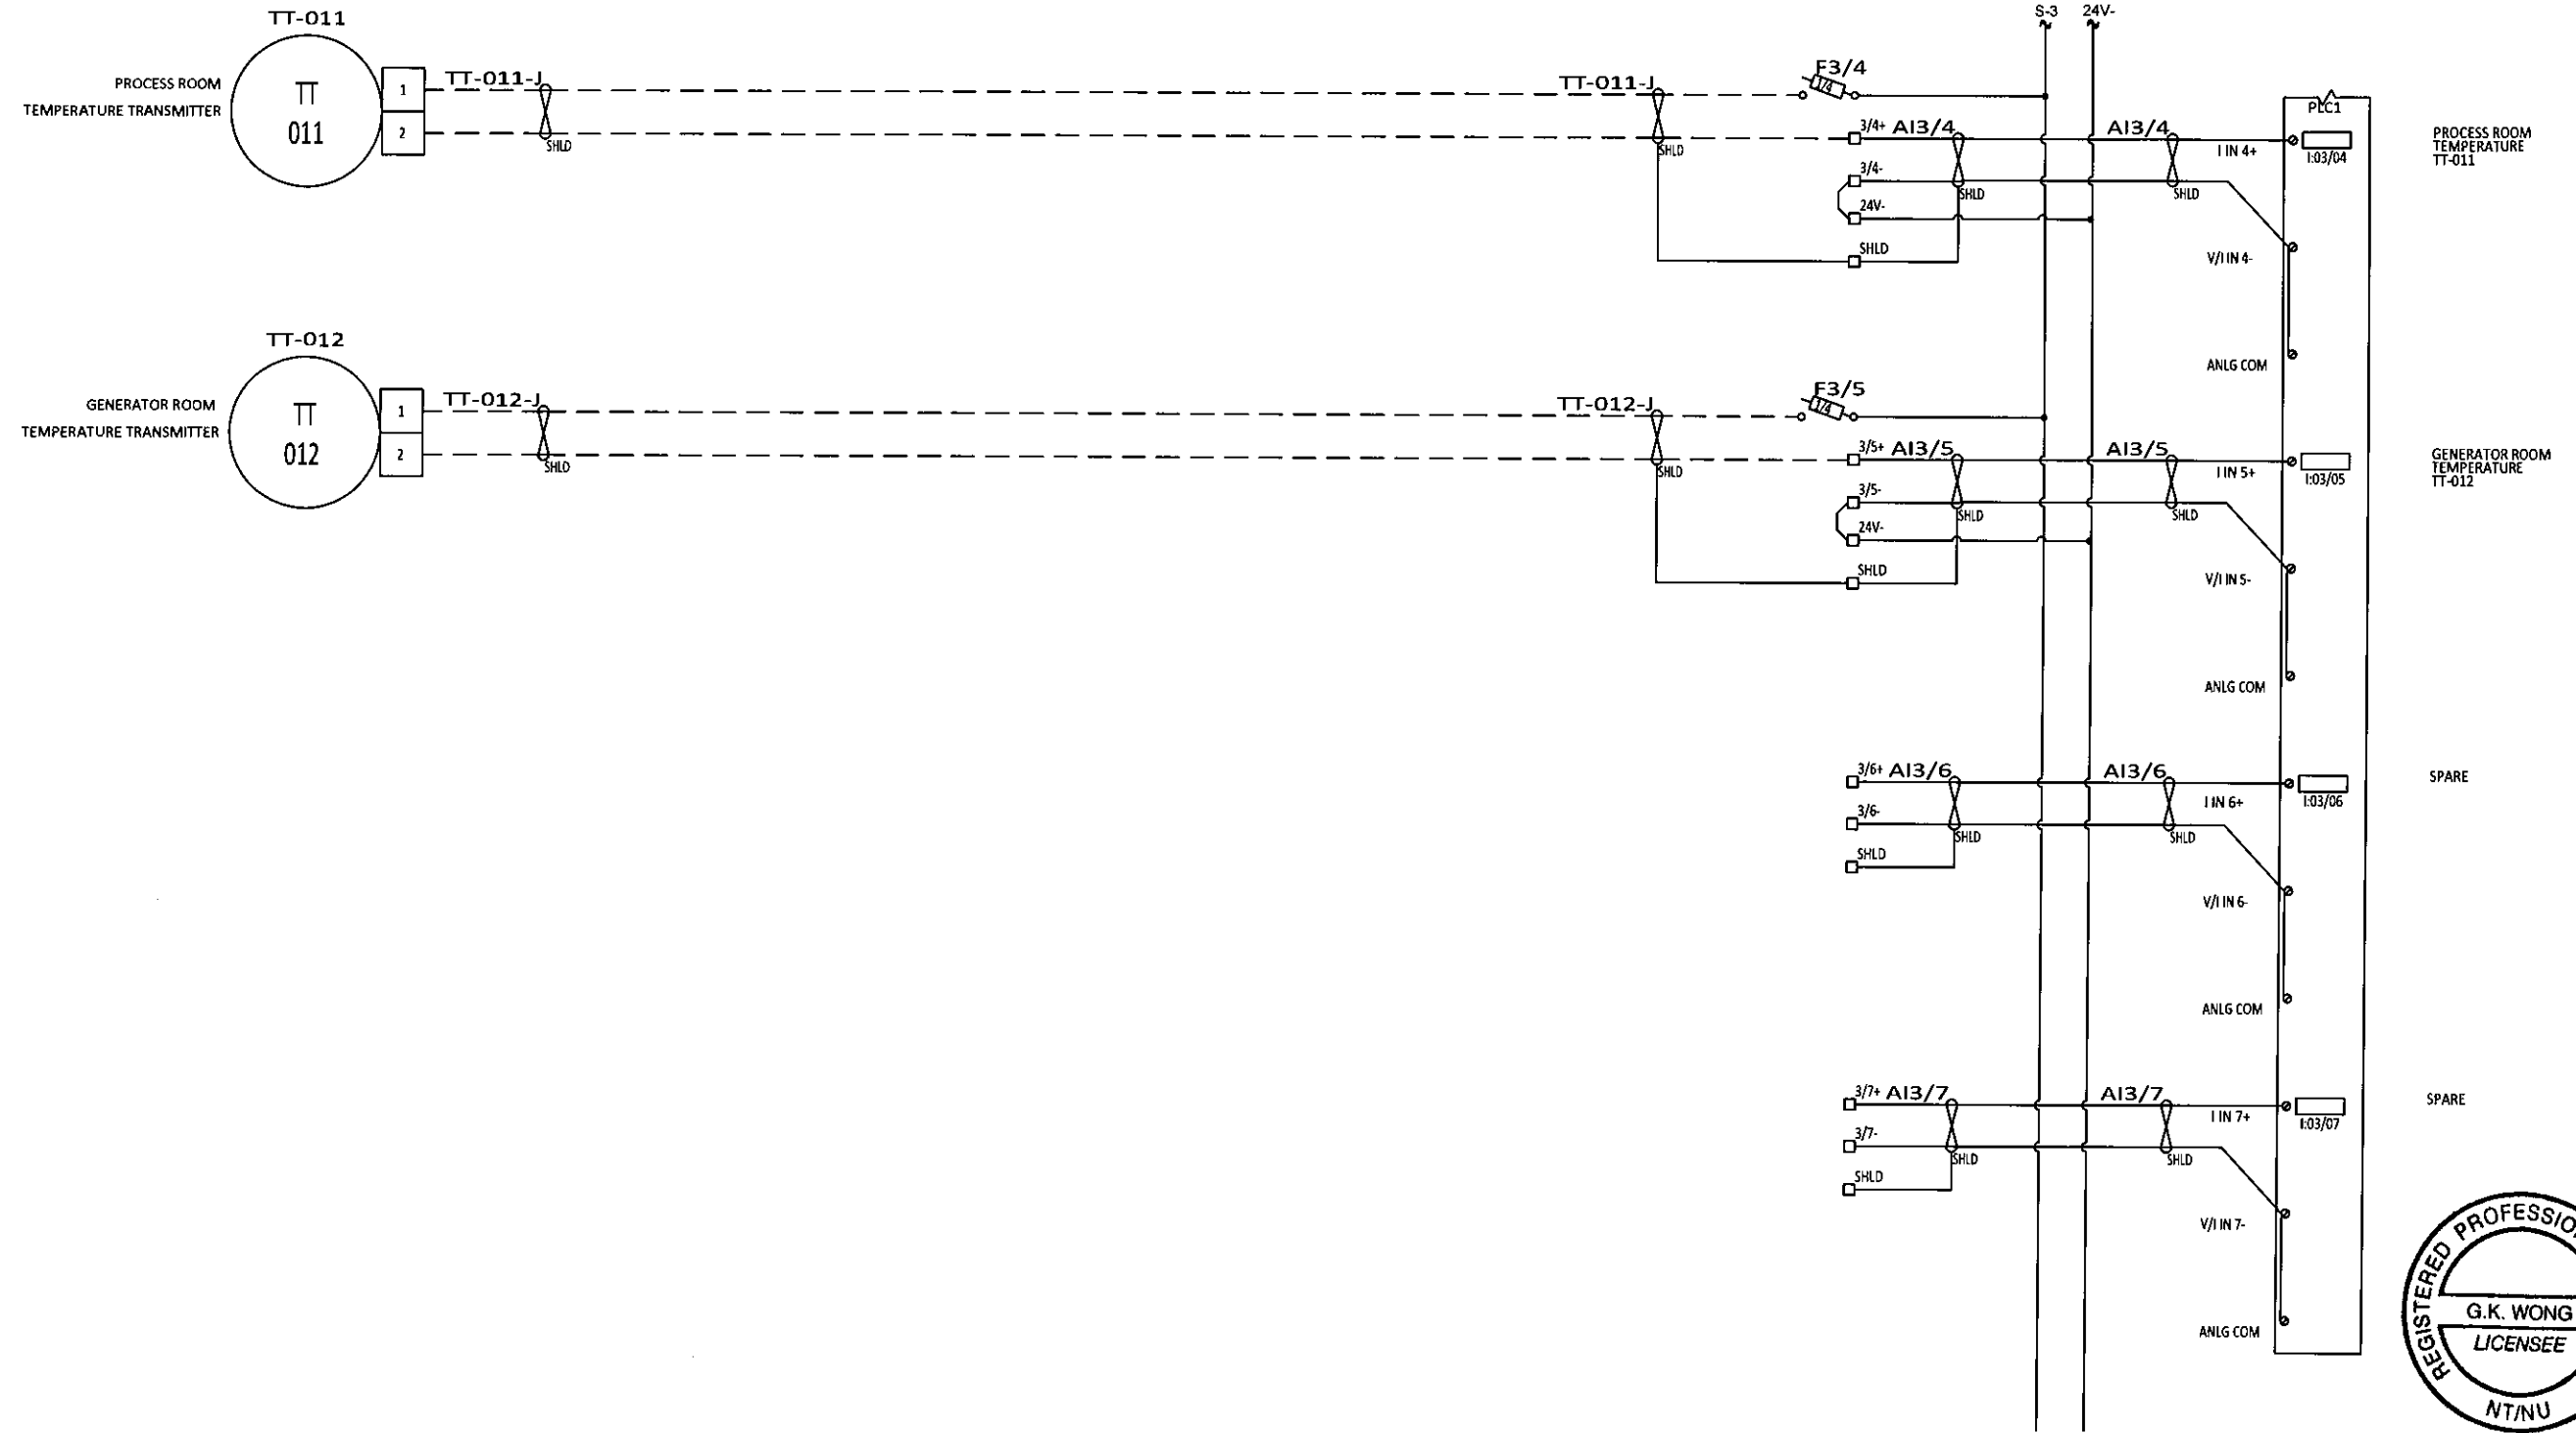 S-3 24V-
TT-011
PROCESS ROOM
TEMPERATURE TRANSMITTER
TT
011
1
2
TT-011-J
SHLD
TT-011-J
SHLD
F3/4
1/4
3/4+ AI3/4
3/4-
24V-
SHLD
SHLD
AI3/4
SHLD
I IN 4+
V/I IN 4-
ANLG COM
PLC1
I:03/04
PROCESS ROOM
TEMPERATURE
TT-011
TT-012
GENERATOR ROOM
TEMPERATURE TRANSMITTER
TT
012
1
2
TT-012-J
SHLD
TT-012-J
SHLD
F3/5
1/4
3/5+ AI3/5
3/5-
24V-
SHLD
SHLD
AI3/5
SHLD
I IN 5+
V/I IN 5-
ANLG COM
I:03/05
GENERATOR ROOM
TEMPERATURE
TT-012
3/6+ AI3/6
3/6-
SHLD
SHLD
AI3/6
SHLD
I IN 6+
V/I IN 6-
ANLG COM
I:03/06
SPARE
3/7+ AI3/7
3/7-
SHLD
SHLD
AI3/7
SHLD
I IN 7+
V/I IN 7-
ANLG COM
I:03/07
SPARE
REGISTERED
G.K. WONG
LICENSEE
NT/NU